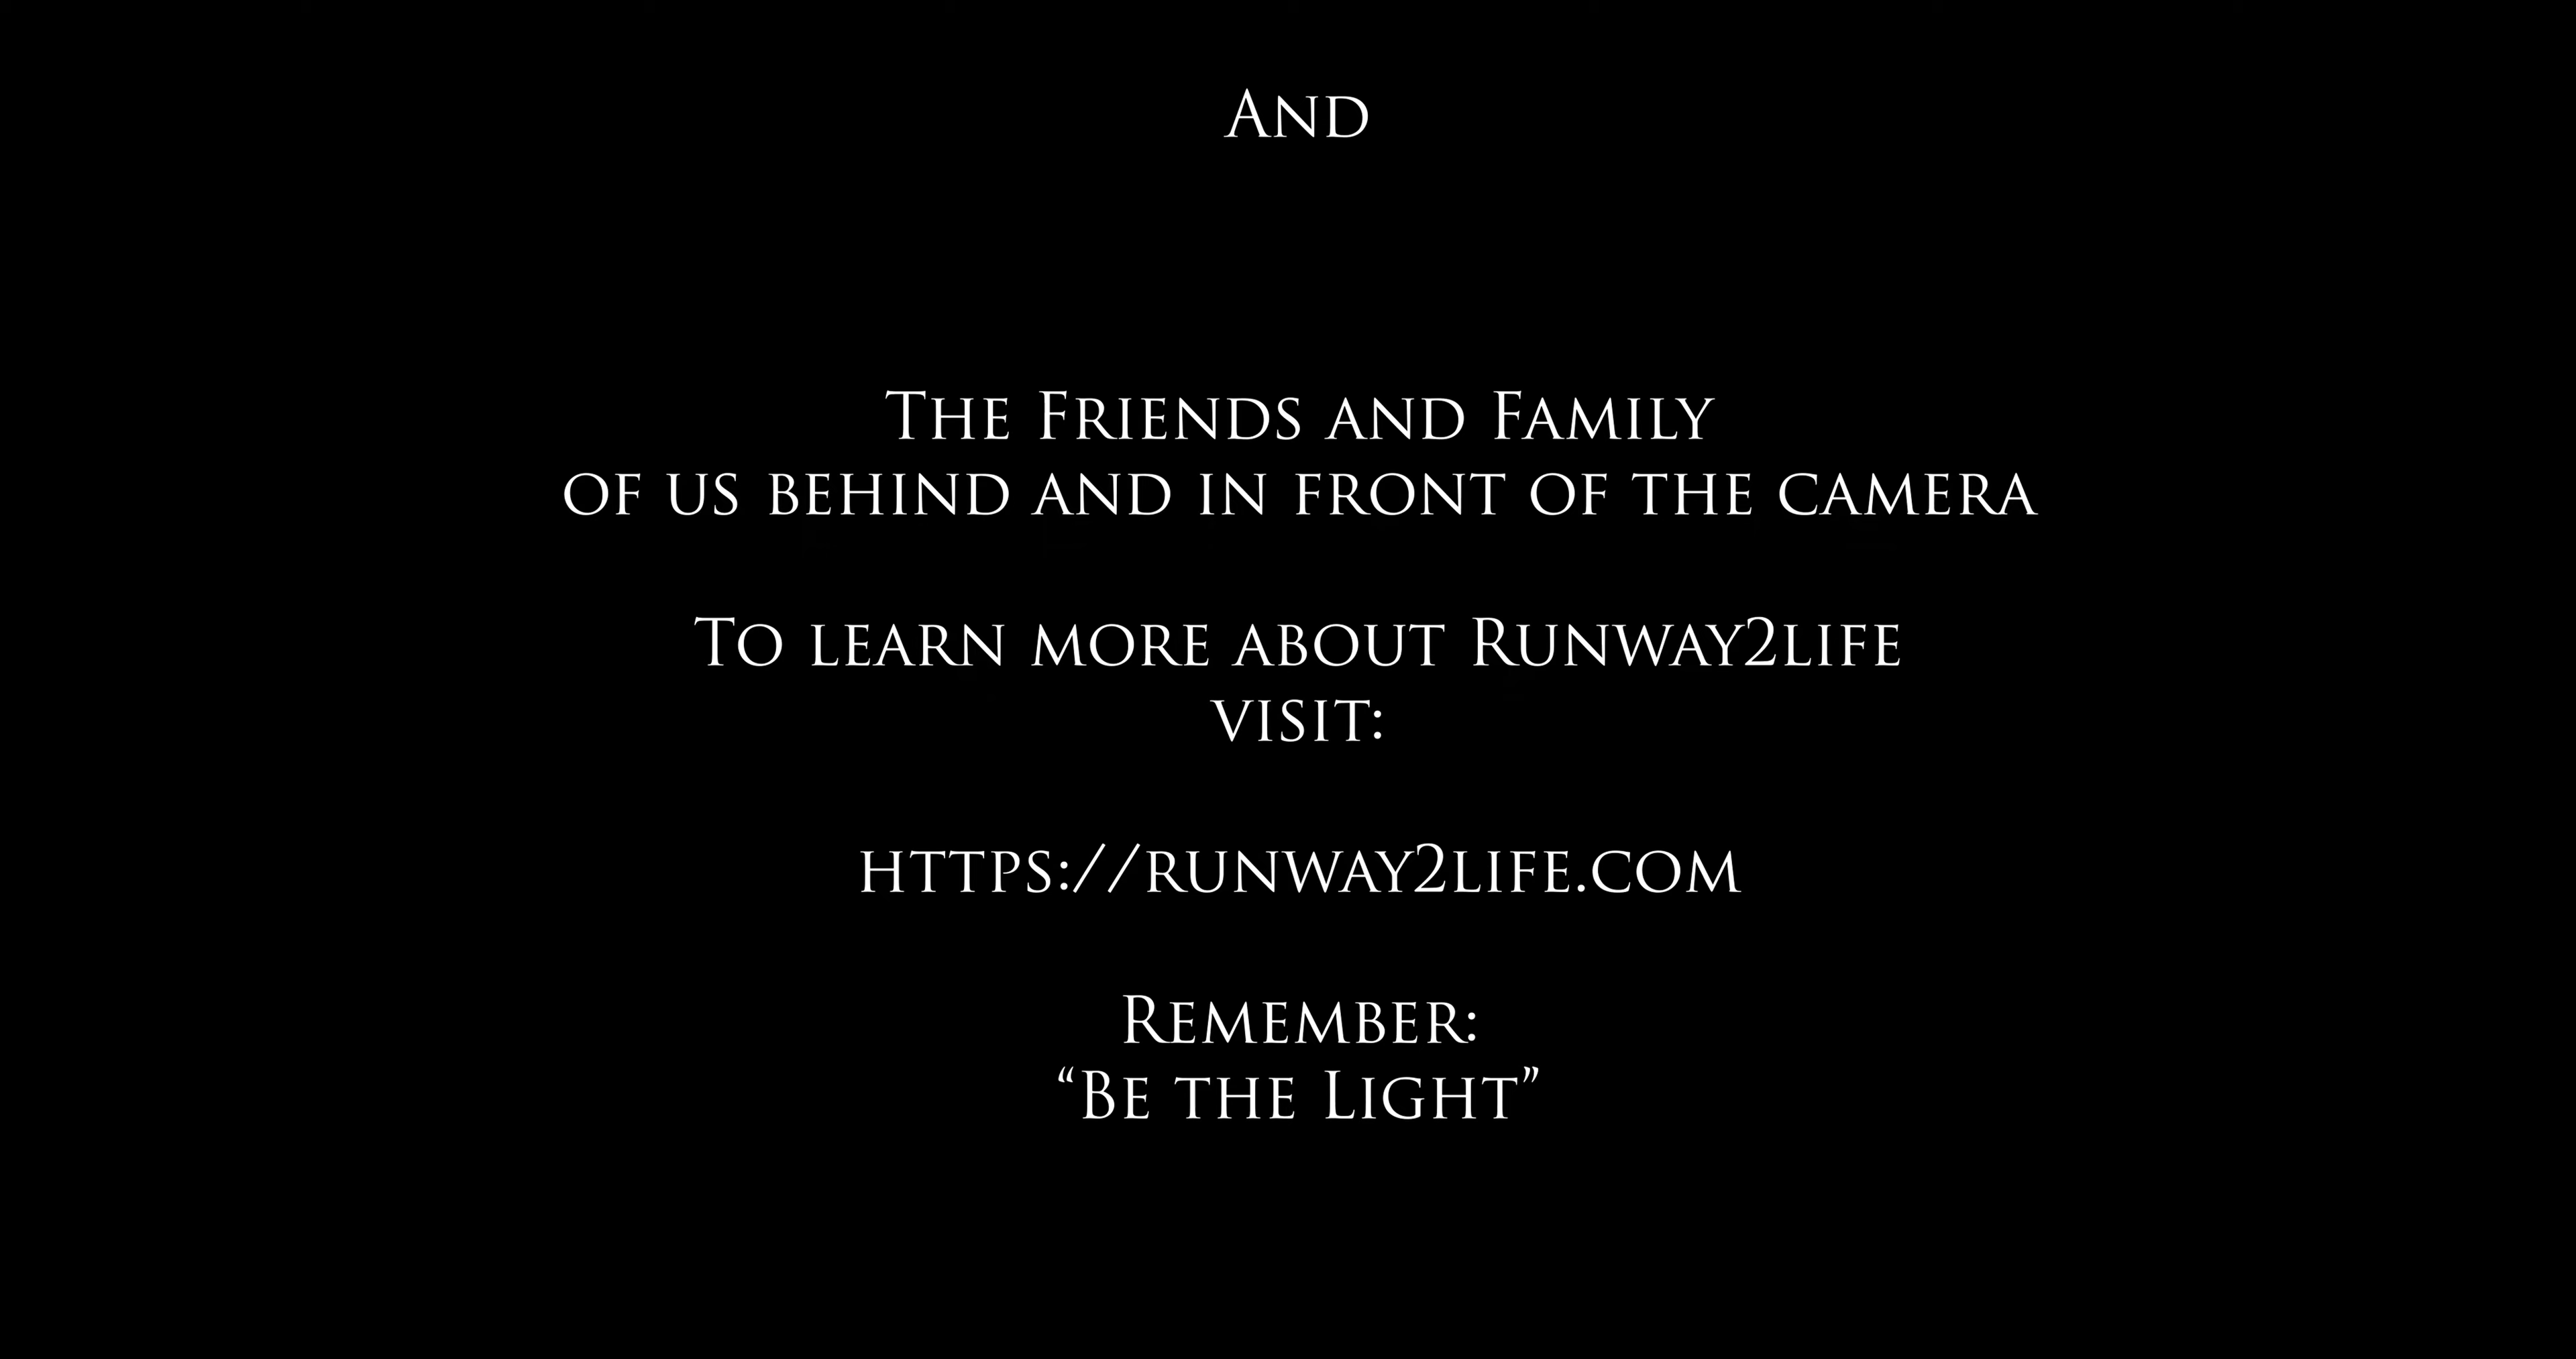 And
The Friends and Family
of us behind and in front of the camera
To learn more about Runway2life
visit:
https://runway2life.com
Remember:
“Be the Light”